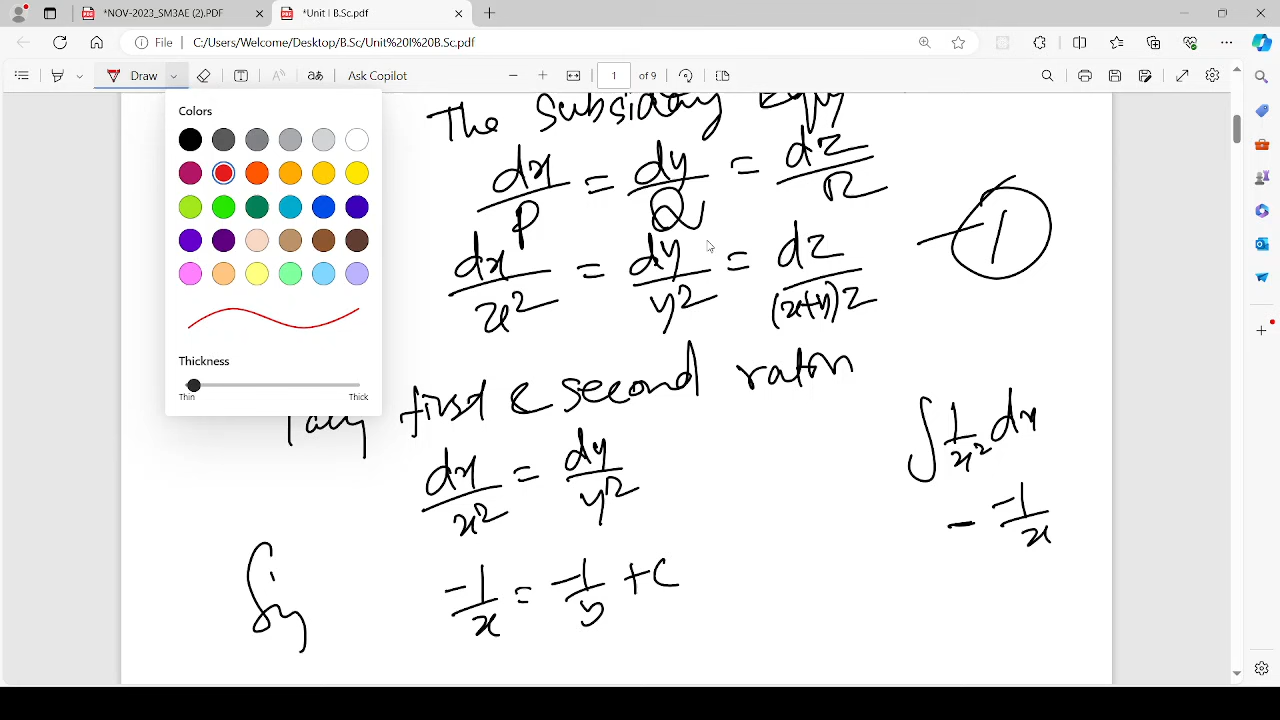 *NOV-2023_SM3AE (2).PDF
*Unit I B.Sc.pdf
File C:/Users/Welcome/Desktop/B.Sc/Unit%20I%20B.Sc.pdf
Draw
Ask Copilot
1 of 9
Colors
Thickness
Thin Thick
The Subsidary Eqn
dx/P = dy/Q = dz/R
dx/x² = dy/y² = dz/(x+y)z — 1
first & second ration
dx/x² = dy/y²
∫ 1/x² dx
- -1/x
-1/x = -1/y + C